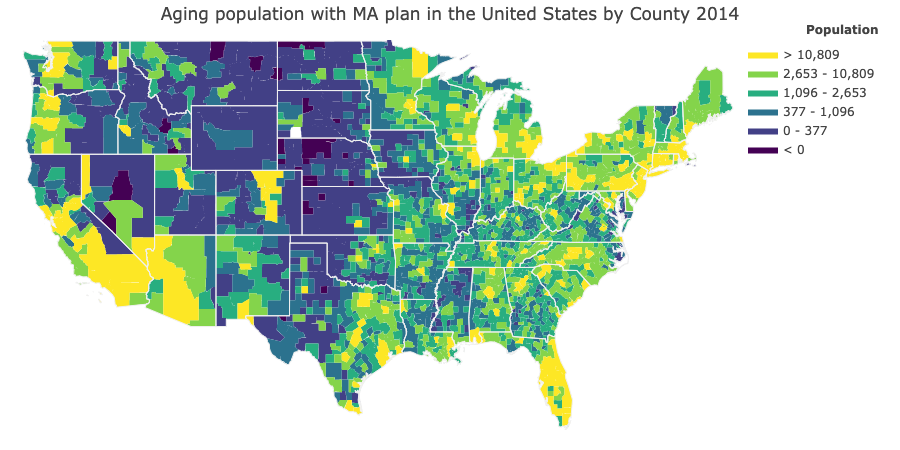 Aging population with MA plan in the United States by County 2014
Population
> 10,809
2,653 - 10,809
1,096 - 2,653
377 - 1,096
0 - 377
< 0